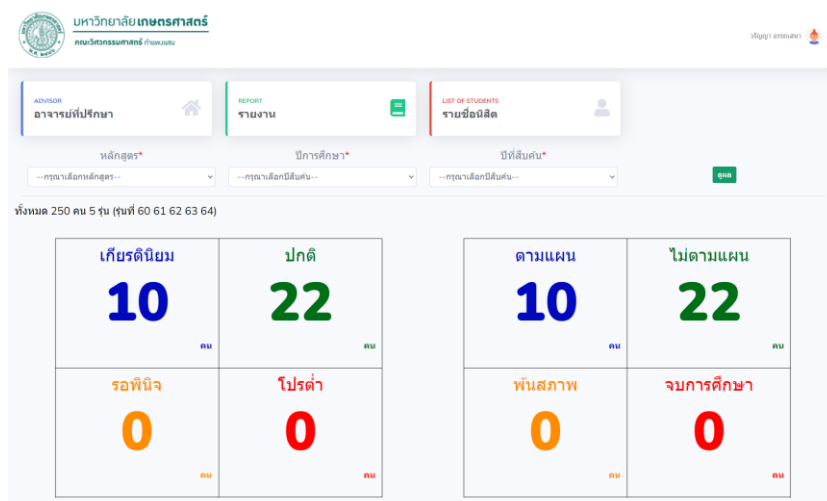 มหาวิทยาลัยเกษตรศาสตร์
คณะวิศวกรรมศาสตร์ กำแพงแสน
ADVISOR
อาจารย์ที่ปรึกษา
REPORT
รายงาน
LIST OF STUDENTS
รายชื่อนิสิต
หลักสูตร*
ปีการศึกษา*
ปีที่สืบค้น*
--กรุณาเลือกหลักสูตร--
--กรุณาเลือกปีสืบค้น--
--กรุณาเลือกปีสืบค้น--
ดูผล
ทั้งหมด 250 คน 5 รุ่น (รุ่นที่ 60 61 62 63 64)
เกียรตินิยม
10
คน
ปกติ
22
คน
ตามแผน
10
คน
ไม่ตามแผน
22
คน
รอพินิจ
0
คน
โปรต่ำ
0
คน
พ้นสภาพ
0
คน
จบการศึกษา
0
คน